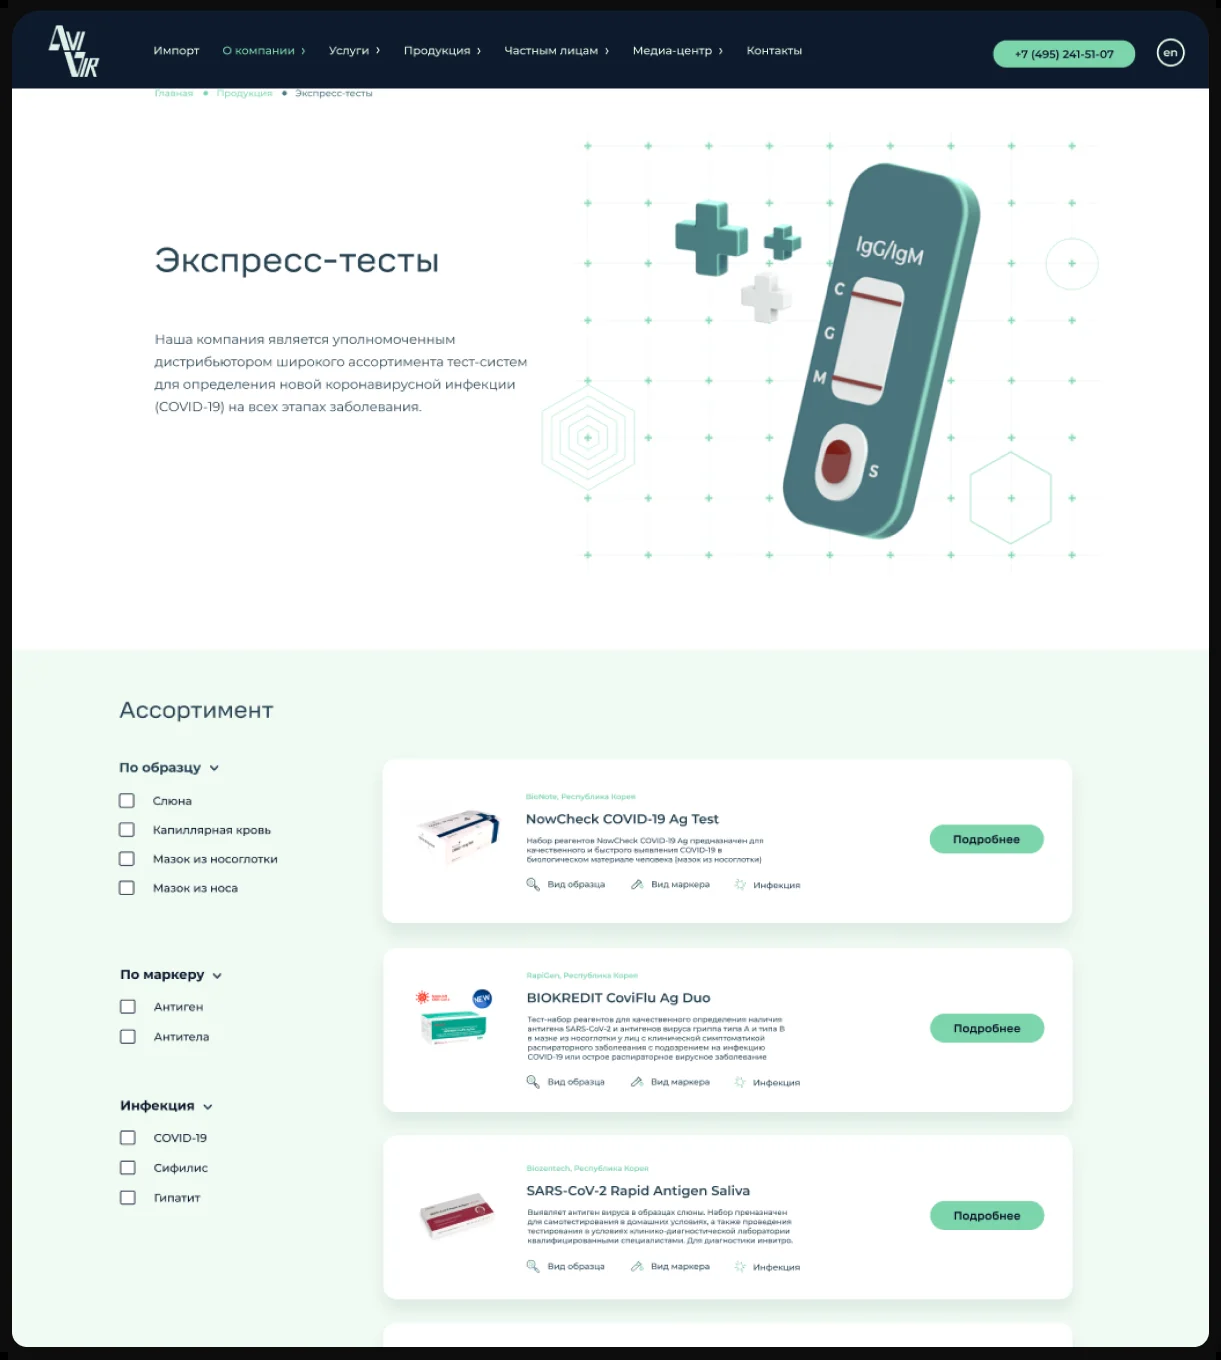 AVI VIR
Импорт О компании Услуги Продукция Частным лицам Медиа-центр Контакты
+7 (495) 241-51-07
en
Главная Продукция Экспресс-тесты
Экспресс-тесты
Наша компания является уполномоченным
дистрибьютором широкого ассортимента тест-систем
для определения новой коронавирусной инфекции
(COVID-19) на всех этапах заболевания.
IgG/IgM
C
G
M
S
Ассортимент
По образцу
Слюна
Капиллярная кровь
Мазок из носоглотки
Мазок из носа
По маркеру
Антиген
Антитела
Инфекция
COVID-19
Сифилис
Гипатит
BioNote, Республика Корея
NowCheck COVID-19 Ag Test
Набор реагентов NowCheck COVID-19 Ag предназначен для
качественного и быстрого выявления COVID-19 в
биологическом материале человека (мазок из носоглотки)
Вид образца Вид маркера Инфекция
Подробнее
NEW
RapiGen, Республика Корея
BIOKREDIT CoviFlu Ag Duo
Тест-набор реагентов для качественного определения наличия
антигена SARS-CoV-2 и антигенов вируса гриппа типа А и типа В
в мазке из носоглотки у лиц с клинической симптоматикой
распираторного заболевания с подозрением на инфекцию
COVID-19 или острое распираторное вирусное заболевание
Вид образца Вид маркера Инфекция
Подробнее
Biozentech, Республика Корея
SARS-CoV-2 Rapid Antigen Saliva
Выявляет антиген вируса в образцах слюны. Набор преназначен
для самотестирования в домашних условиях, а также проведения
тестирования в условиях клинико-диагностической лаборатории
квалифицированными специалистами. Для диагностики инвитро.
Вид образца Вид маркера Инфекция
Подробнее